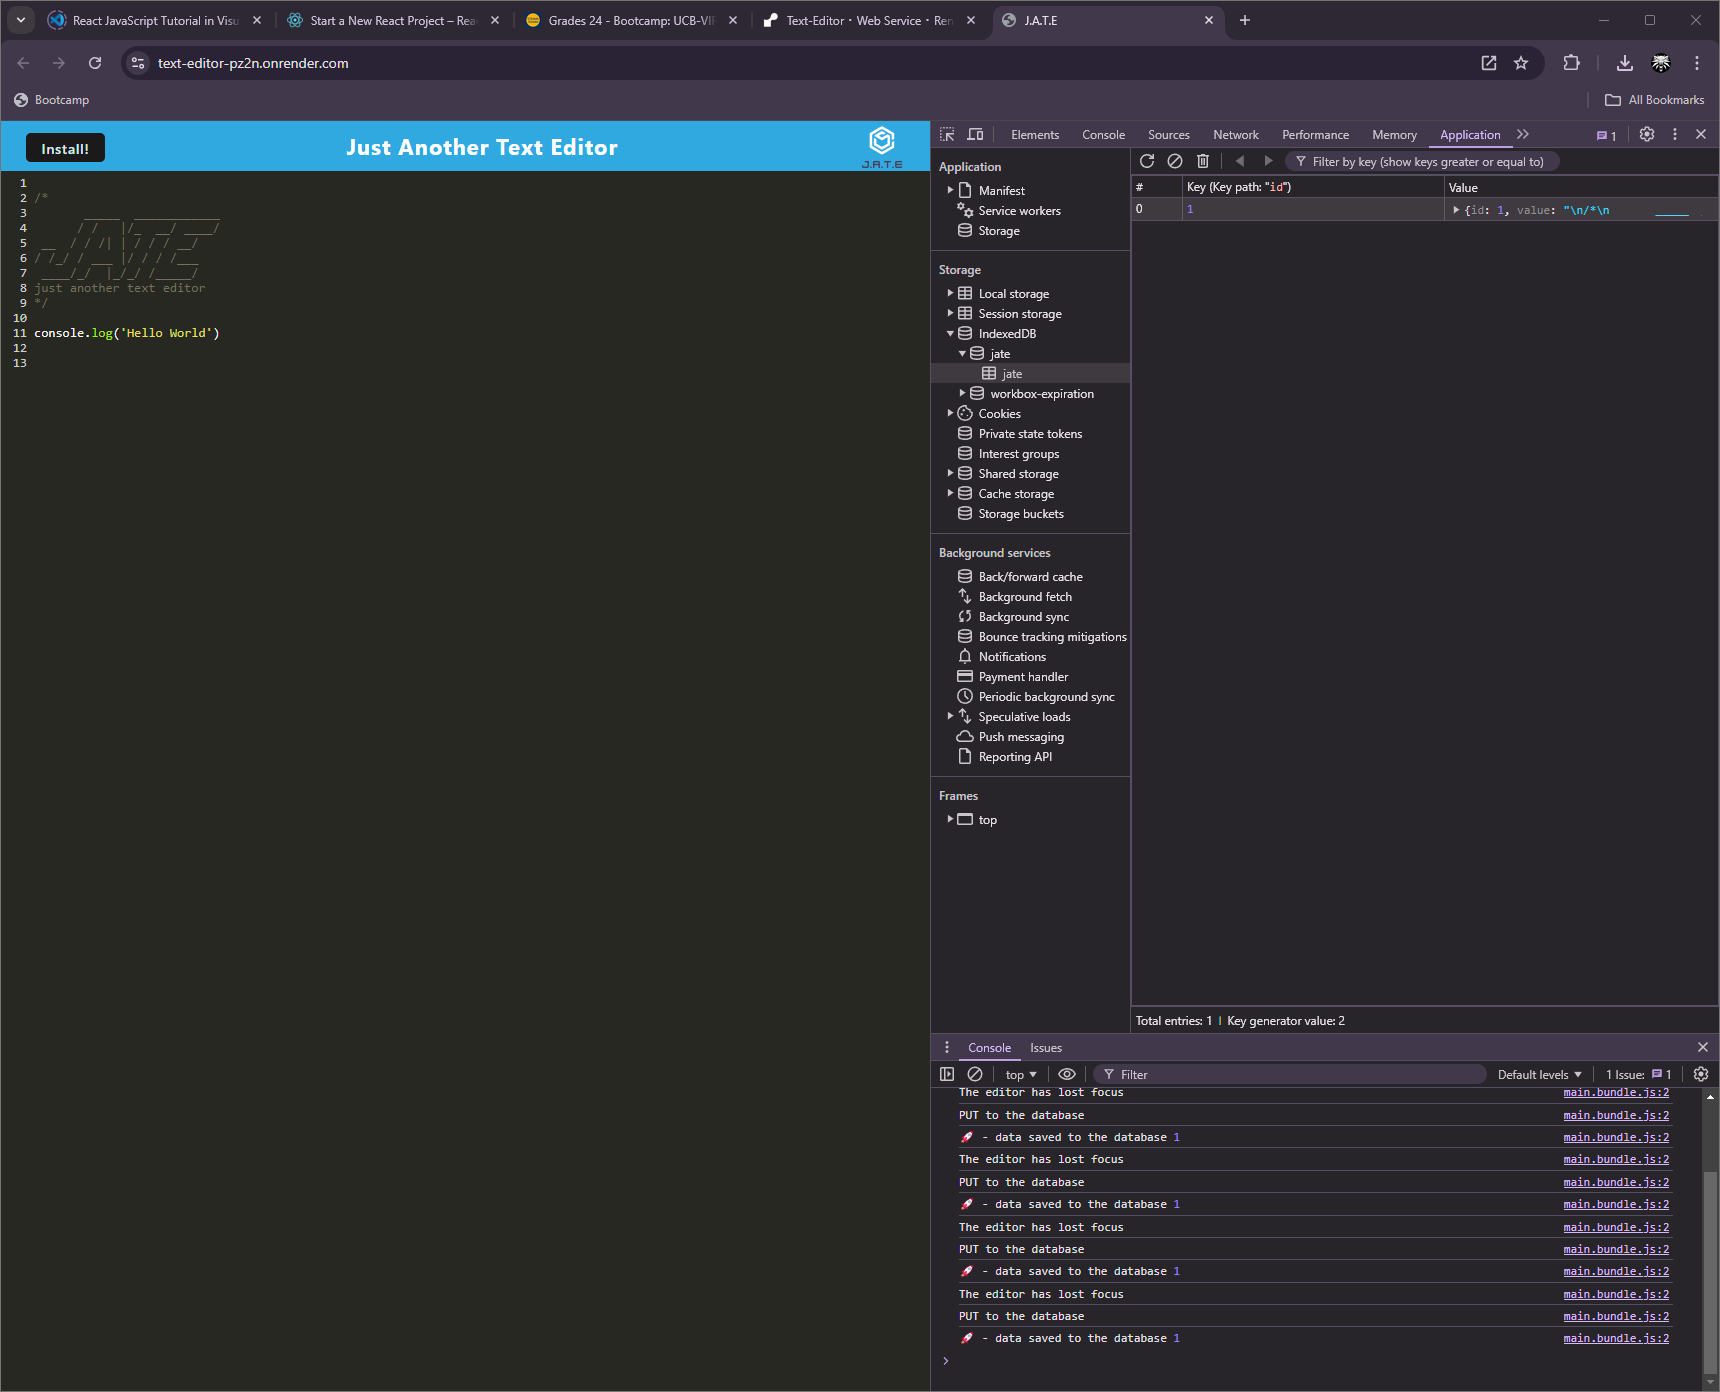 React JavaScript Tutorial in Visu
Start a New React Project – Rea
Grades 24 - Bootcamp: UCB-VIR
Text-Editor · Web Service · Ren
J.A.T.E
text-editor-pz2n.onrender.com
Bootcamp
All Bookmarks
Install!
Just Another Text Editor
J.A.T.E
1
2 /*
3        _____  ____________
4       / /   |/_  __/ ____/
5  __  / / /| | / / / __/
6 / /_/ / ___ |/ / / /___
7  ____/_/  |_/_/ /_____/
8 just another text editor
9 */
10
11 console.log('Hello World')
12
13
Elements Console Sources Network Performance Memory Application 1
Application
Manifest
Service workers
Storage
Storage
Local storage
Session storage
IndexedDB
jate
jate
workbox-expiration
Cookies
Private state tokens
Interest groups
Shared storage
Cache storage
Storage buckets
Background services
Back/forward cache
Background fetch
Background sync
Bounce tracking mitigations
Notifications
Payment handler
Periodic background sync
Speculative loads
Push messaging
Reporting API
Frames
top
Filter by key (show keys greater or equal to)
# Key (Key path: "id") Value
0 1 {id: 1, value: "\n/*\n       _____
Total entries: 1 Key generator value: 2
Console Issues
top Filter Default levels 1 Issue: 1
The editor has lost focus main.bundle.js:2
PUT to the database main.bundle.js:2
🚀 - data saved to the database 1 main.bundle.js:2
The editor has lost focus main.bundle.js:2
PUT to the database main.bundle.js:2
🚀 - data saved to the database 1 main.bundle.js:2
The editor has lost focus main.bundle.js:2
PUT to the database main.bundle.js:2
🚀 - data saved to the database 1 main.bundle.js:2
The editor has lost focus main.bundle.js:2
PUT to the database main.bundle.js:2
🚀 - data saved to the database 1 main.bundle.js:2